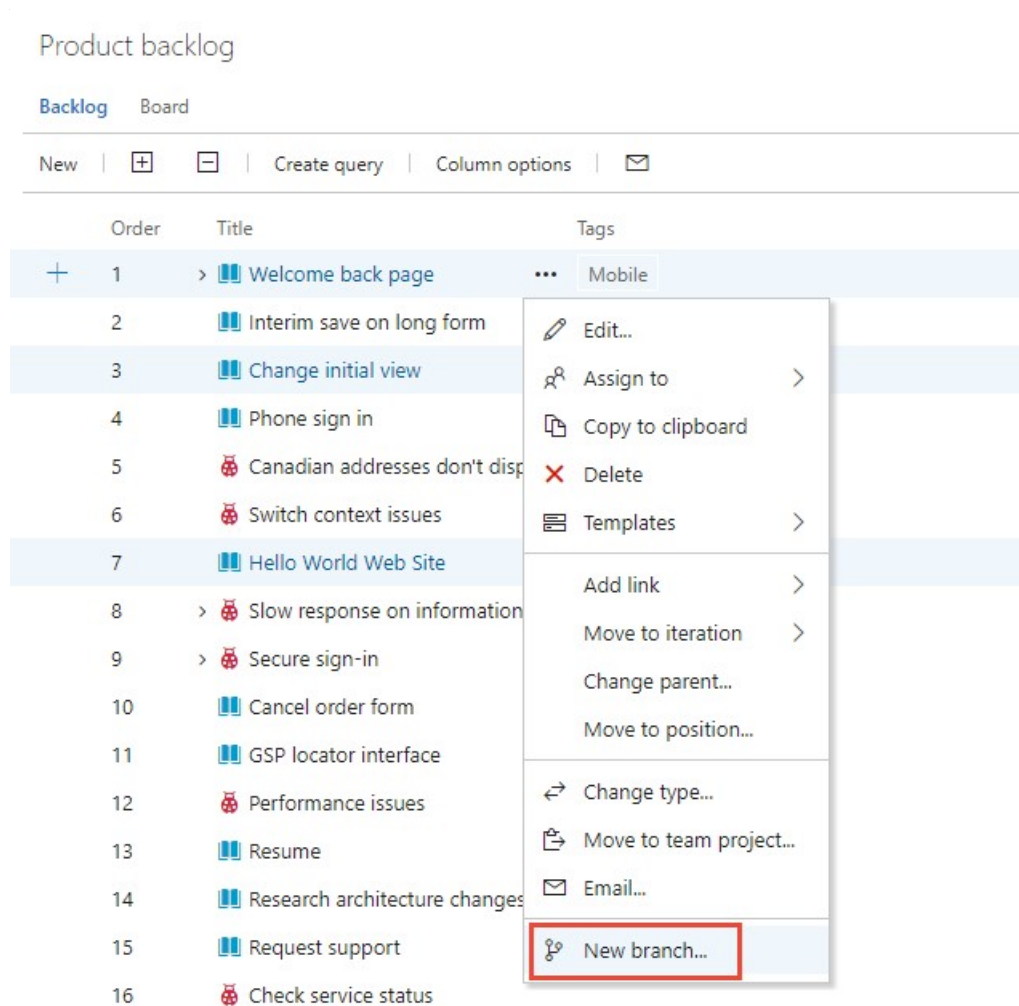 Product backlog
Backlog Board
New Create query Column options
Order Title Tags
1 Welcome back page ••• Mobile
2 Interim save on long form
Edit...
3 Change initial view
Assign to
4 Phone sign in
Copy to clipboard
5 Canadian addresses don't disp
Delete
6 Switch context issues
Templates
7 Hello World Web Site
Add link
8 Slow response on information
Move to iteration
9 Secure sign-in
Change parent...
10 Cancel order form
Move to position...
11 GSP locator interface
Change type...
12 Performance issues
Move to team project...
13 Resume
Email...
14 Research architecture changes
15 Request support
New branch...
16 Check service status